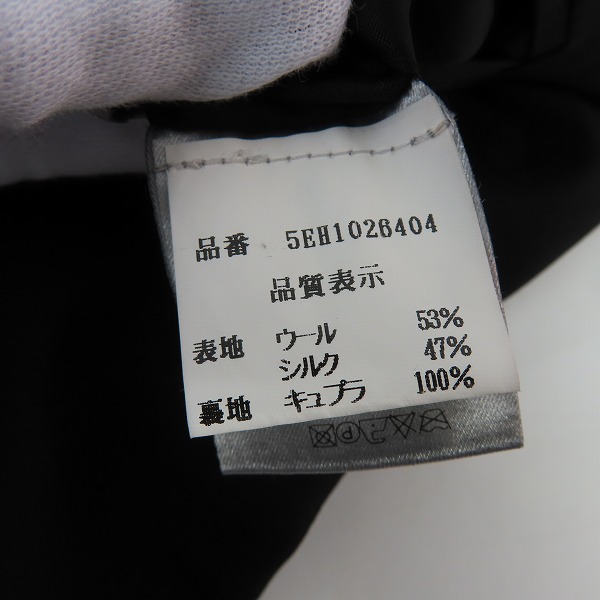 品番 5EH1026404
品質表示
表地 ウール 53%
シルク 47%
裏地 キュプラ 100%